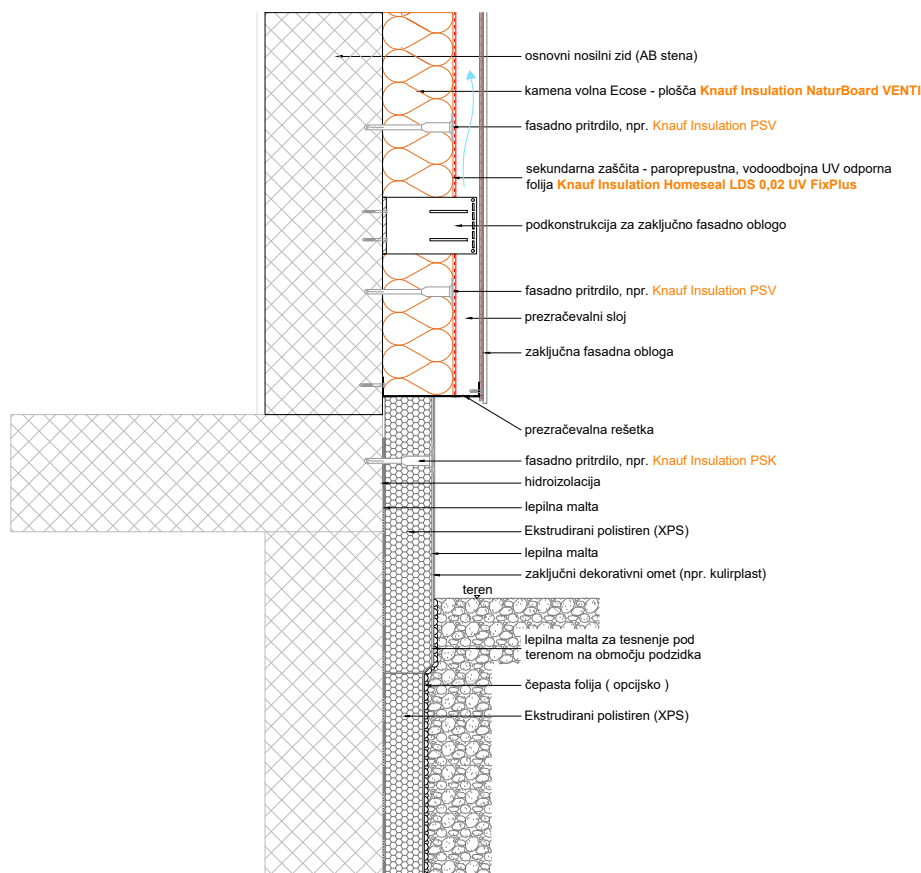 osnovni nosilni zid (AB stena)
kamena volna Ecose - plošča Knauf Insulation NaturBoard VENTI
fasadno pritrdilo, npr. Knauf Insulation PSV
sekundarna zaščita - paroprepustna, vodoodbojna UV odporna
folija Knauf Insulation Homeseal LDS 0,02 UV FixPlus
podkonstrukcija za zaključno fasadno oblogo
fasadno pritrdilo, npr. Knauf Insulation PSV
prezračevalni sloj
zaključna fasadna obloga
prezračevalna rešetka
fasadno pritrdilo, npr. Knauf Insulation PSK
hidroizolacija
lepilna malta
Ekstrudirani polistiren (XPS)
lepilna malta
zaključni dekorativni omet (npr. kulirplast)
teren
lepilna malta za tesnenje pod
terenom na območju podzidka
čepasta folija ( opcijsko )
Ekstrudirani polistiren (XPS)